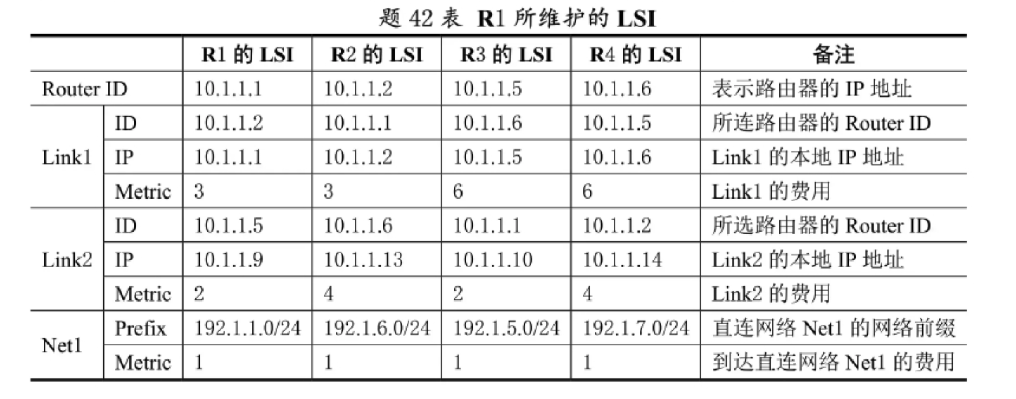 题 42 表 R1 所维护的 LSI
R1 的 LSI R2 的 LSI R3 的 LSI R4 的 LSI 备注
Router ID 10.1.1.1 10.1.1.2 10.1.1.5 10.1.1.6 表示路由器的 IP 地址
Link1 ID 10.1.1.2 10.1.1.1 10.1.1.6 10.1.1.5 所连路由器的 Router ID
IP 10.1.1.1 10.1.1.2 10.1.1.5 10.1.1.6 Link1 的本地 IP 地址
Metric 3 3 6 6 Link1 的费用
Link2 ID 10.1.1.5 10.1.1.6 10.1.1.1 10.1.1.2 所选路由器的 Router ID
IP 10.1.1.9 10.1.1.13 10.1.1.10 10.1.1.14 Link2 的本地 IP 地址
Metric 2 4 2 4 Link2 的费用
Net1 Prefix 192.1.1.0/24 192.1.6.0/24 192.1.5.0/24 192.1.7.0/24 直连网络 Net1 的网络前缀
Metric 1 1 1 1 到达直连网络 Net1 的费用